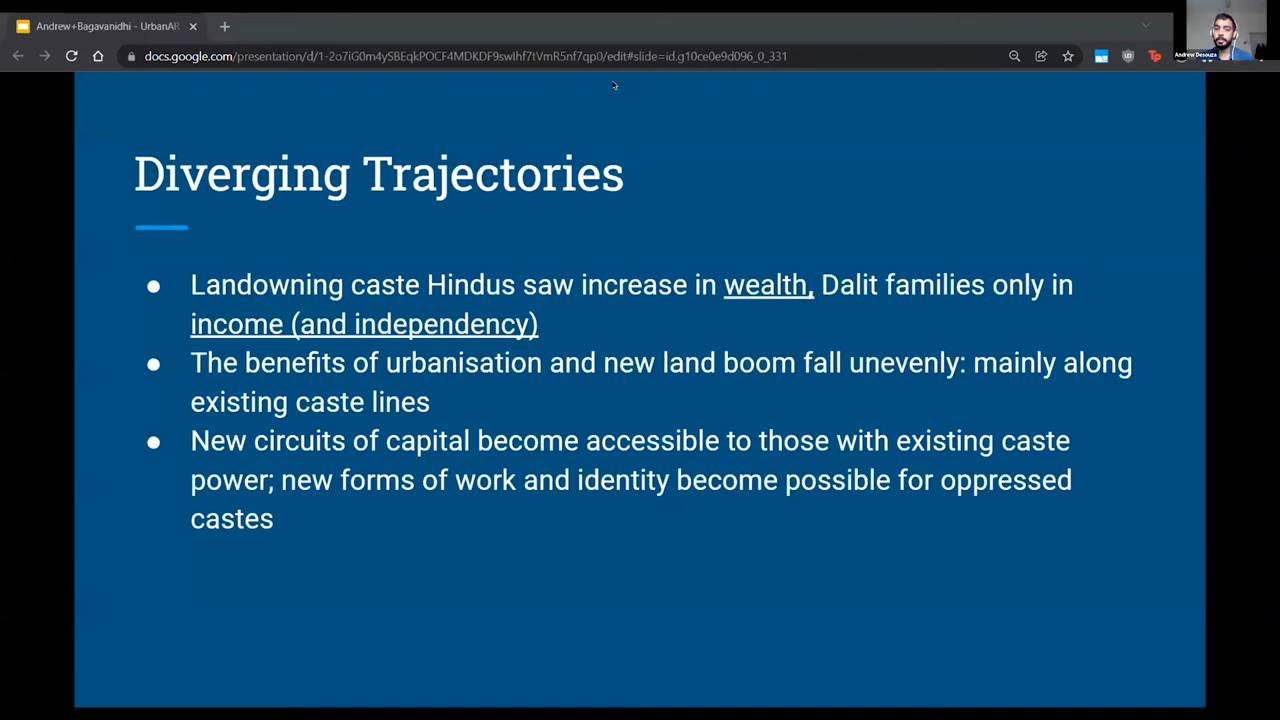 Andrew+Bagavanidhi - UrbanAR
docs.google.com/presentation/d/1-2o7iG0m4ySBEqkPOCF4MDKDF9swIhf7tVmR5nf7qp0/edit#slide=id.g10ce0e9d096_0_331
Andrew Desouza
Diverging Trajectories
● Landowning caste Hindus saw increase in wealth, Dalit families only in
income (and independency)
● The benefits of urbanisation and new land boom fall unevenly: mainly along
existing caste lines
● New circuits of capital become accessible to those with existing caste
power; new forms of work and identity become possible for oppressed
castes